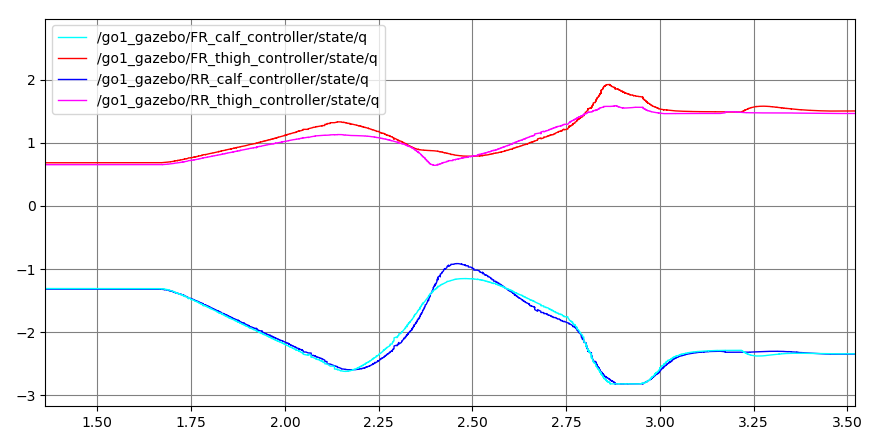 /go1_gazebo/FR_calf_controller/state/q
/go1_gazebo/FR_thigh_controller/state/q
/go1_gazebo/RR_calf_controller/state/q
/go1_gazebo/RR_thigh_controller/state/q
2
1
0
−1
−2
−3
1.50 1.75 2.00 2.25 2.50 2.75 3.00 3.25 3.50